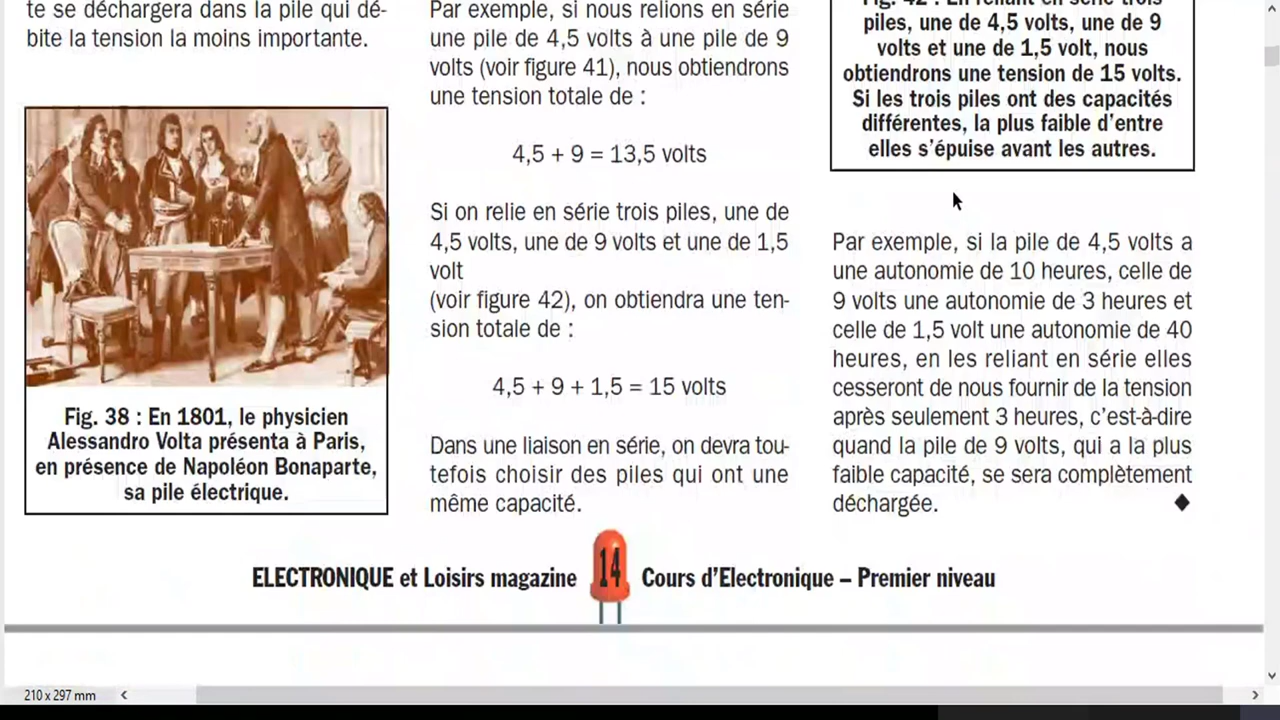 te se déchargera dans la pile qui dé-
bite la tension la moins importante.
Fig. 38 : En 1801, le physicien
Alessandro Volta présenta à Paris,
en présence de Napoléon Bonaparte,
sa pile électrique.
Par exemple, si nous relions en série
une pile de 4,5 volts à une pile de 9
volts (voir figure 41), nous obtiendrons
une tension totale de :
4,5 + 9 = 13,5 volts
Si on relie en série trois piles, une de
4,5 volts, une de 9 volts et une de 1,5
volt
(voir figure 42), on obtiendra une ten-
sion totale de :
4,5 + 9 + 1,5 = 15 volts
Dans une liaison en série, on devra tou-
tefois choisir des piles qui ont une
même capacité.
Fig. 42 : En reliant en série trois
piles, une de 4,5 volts, une de 9
volts et une de 1,5 volt, nous
obtiendrons une tension de 15 volts.
Si les trois piles ont des capacités
différentes, la plus faible d'entre
elles s'épuise avant les autres.
Par exemple, si la pile de 4,5 volts a
une autonomie de 10 heures, celle de
9 volts une autonomie de 3 heures et
celle de 1,5 volt une autonomie de 40
heures, en les reliant en série elles
cesseront de nous fournir de la tension
après seulement 3 heures, c'est-à-dire
quand la pile de 9 volts, qui a la plus
faible capacité, se sera complètement
déchargée.
ELECTRONIQUE et Loisirs magazine 14 Cours d'Electronique – Premier niveau
210 x 297 mm